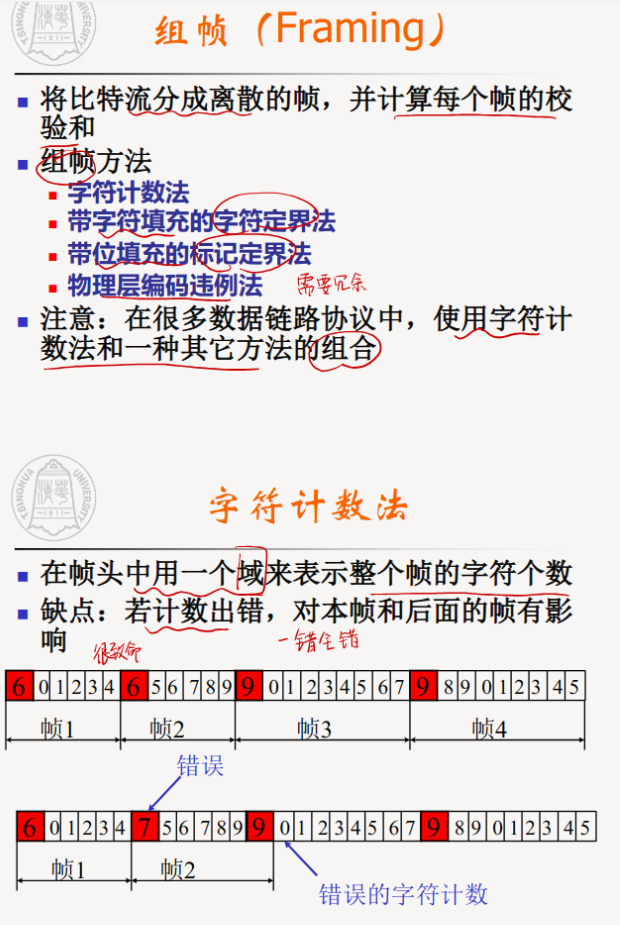 组帧（Framing）
将比特流分成离散的帧，并计算每个帧的校
验和
组帧方法
字符计数法
带字符填充的字符定界法
带位填充的标记定界法
物理层编码违例法 需要冗余
注意：在很多数据链路协议中，使用字符计
数法和一种其它方法的组合
TSINGHUA UNIVERSITY
-1911-
字符计数法
在帧头中用一个域来表示整个帧的字符个数
缺点：若计数出错，对本帧和后面的帧有影
响 很致命 一错全错
6 0 1 2 3 4 6 5 6 7 8 9 9 0 1 2 3 4 5 6 7 9 8 9 0 1 2 3 4 5
帧1 帧2 帧3 帧4
错误
6 0 1 2 3 4 7 5 6 7 8 9 9 0 1 2 3 4 5 6 7 9 8 9 0 1 2 3 4 5
帧1 帧2
错误的字符计数